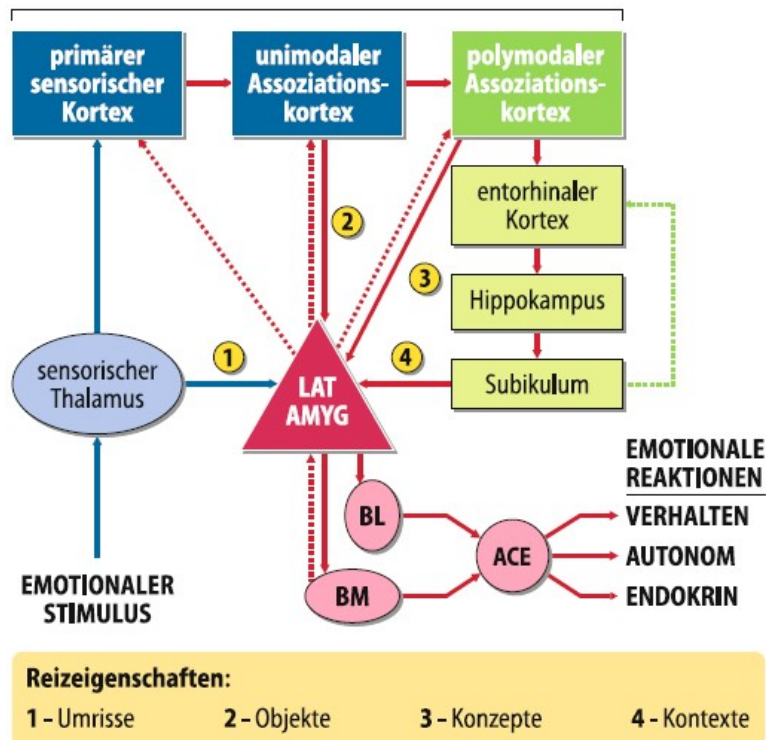 primärer
sensorischer
Kortex
unimodaler
Assoziations-
kortex
polymodaler
Assoziations-
kortex
entorhinaler
Kortex
2
3
Hippokampus
1
4
sensorischer
Thalamus
LAT
AMYG
Subikulum
EMOTIONALE
REAKTIONEN
BL
VERHALTEN
ACE
AUTONOM
EMOTIONALER
STIMULUS
BM
ENDOKRIN
Reizeigenschaften:
1 – Umrisse 2 – Objekte 3 – Konzepte 4 – Kontexte